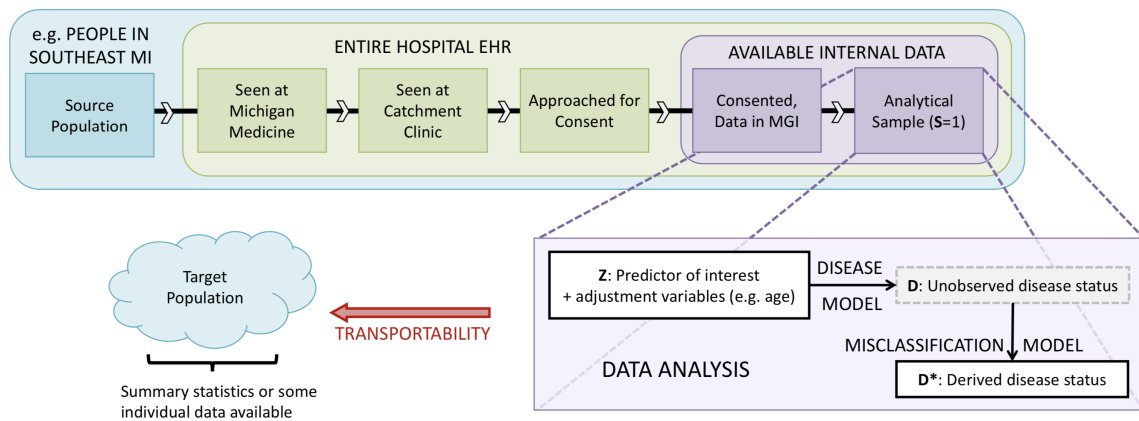 e.g. PEOPLE IN
SOUTHEAST MI
ENTIRE HOSPITAL EHR
AVAILABLE INTERNAL DATA
Source
Population
Seen at
Michigan
Medicine
Seen at
Catchment
Clinic
Approached for
Consent
Consented,
Data in MGI
Analytical
Sample (S=1)
Target
Population
Summary statistics or some
individual data available
TRANSPORTABILITY
Z: Predictor of interest
+ adjustment variables (e.g. age)
DISEASE
MODEL
D: Unobserved disease status
MISCLASSIFICATION MODEL
D*: Derived disease status
DATA ANALYSIS